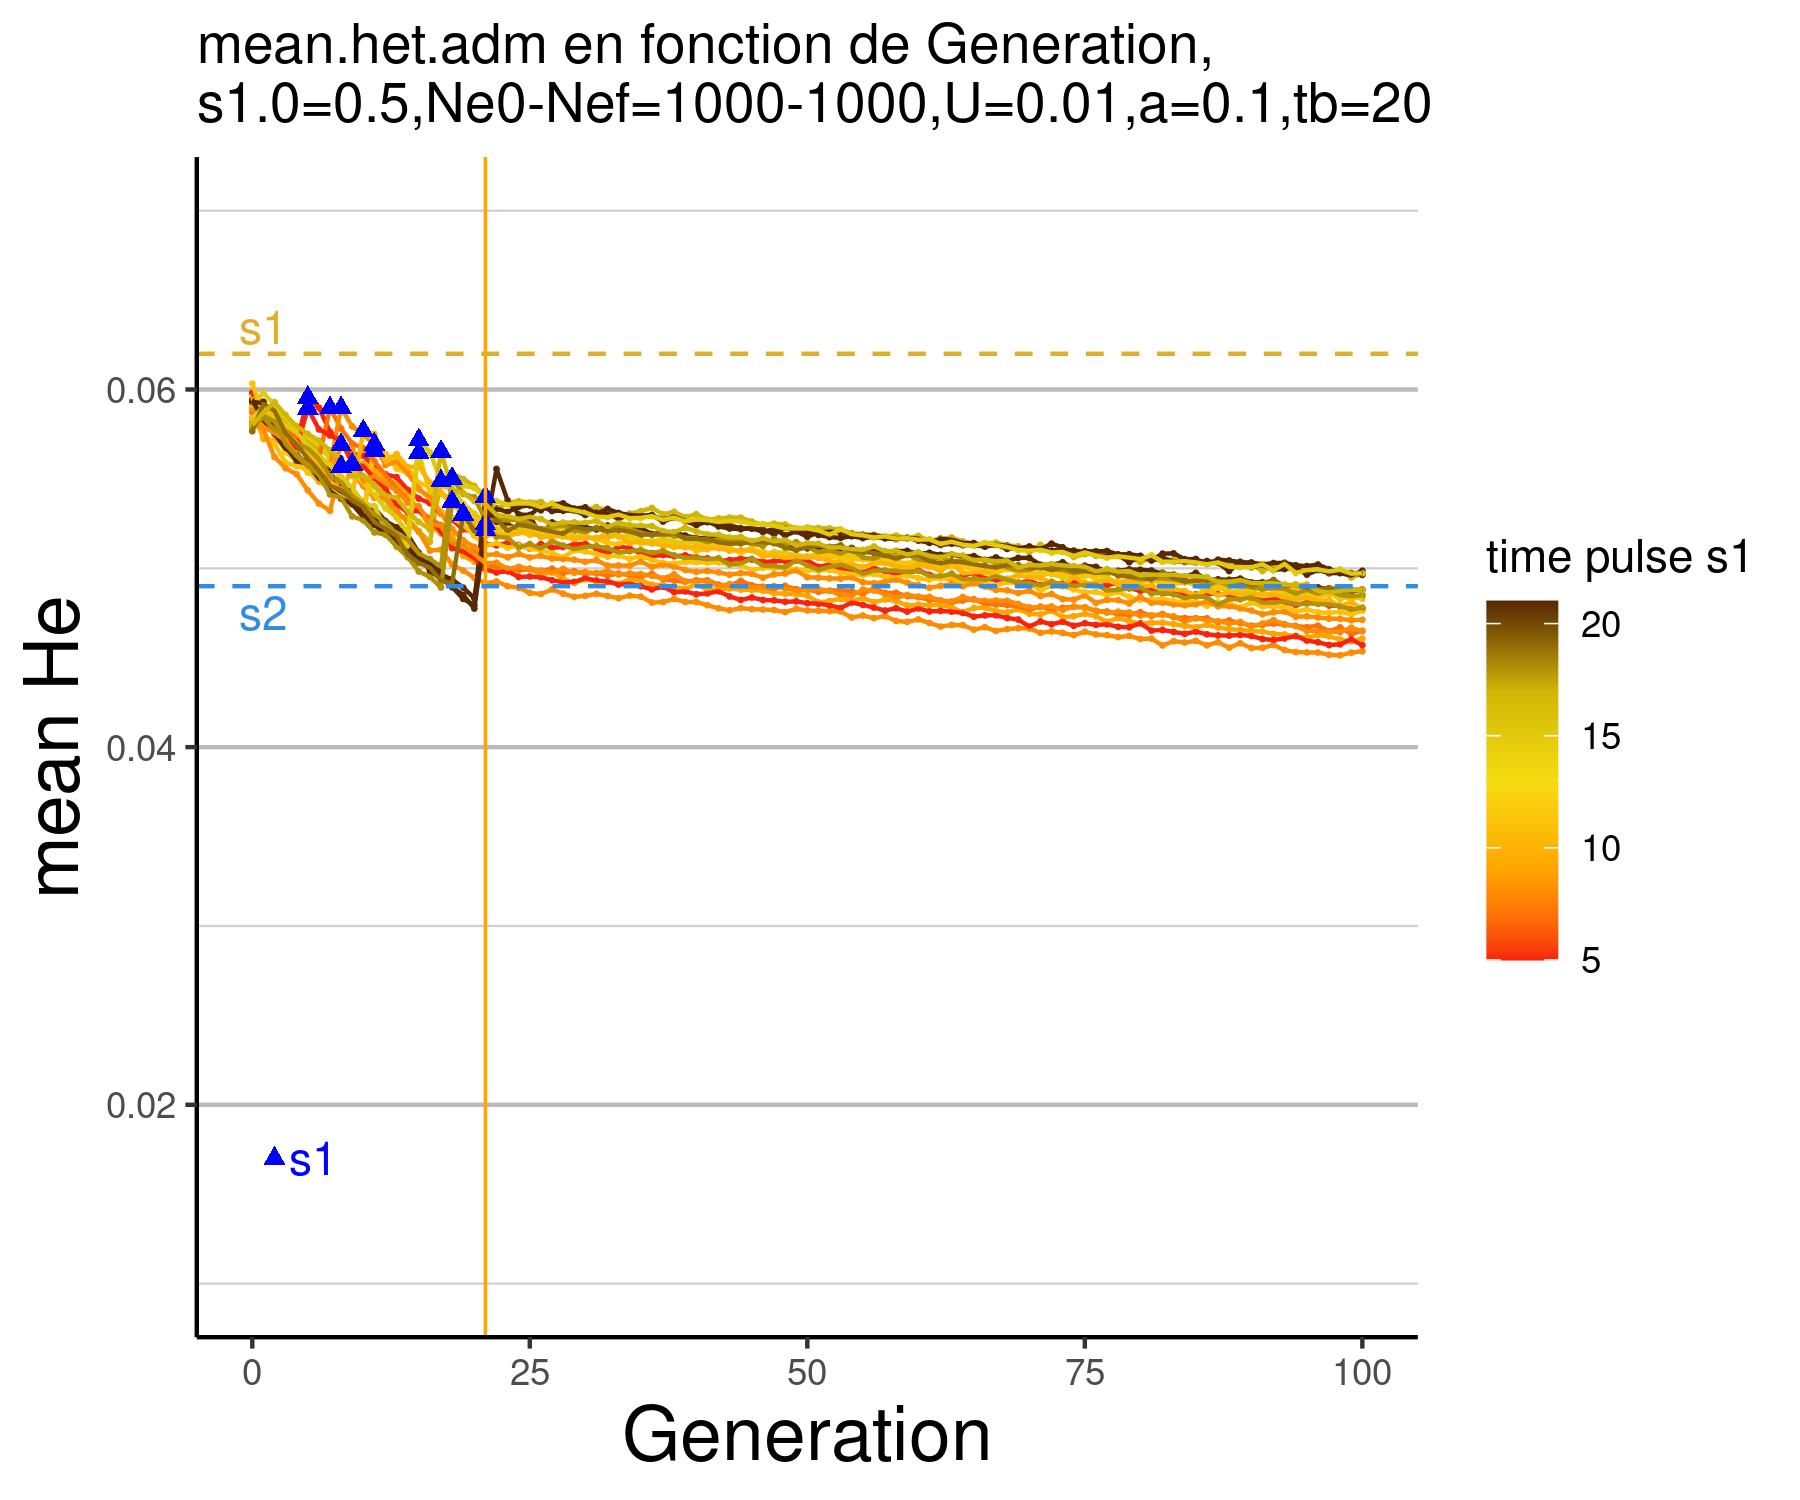 mean.het.adm en fonction de Generation,
s1.0=0.5,Ne0-Nef=1000-1000,U=0.01,a=0.1,tb=20
s1
0.06
s2
0.04
0.02
s1
mean He
0 25 50 75 100
Generation
time pulse s1
20
15
10
5